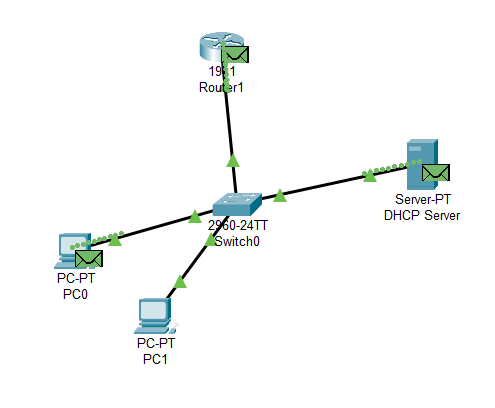 Router1
Server-PT
DHCP Server
2960-24TT
Switch0
PC-PT
PC0
PC-PT
PC1